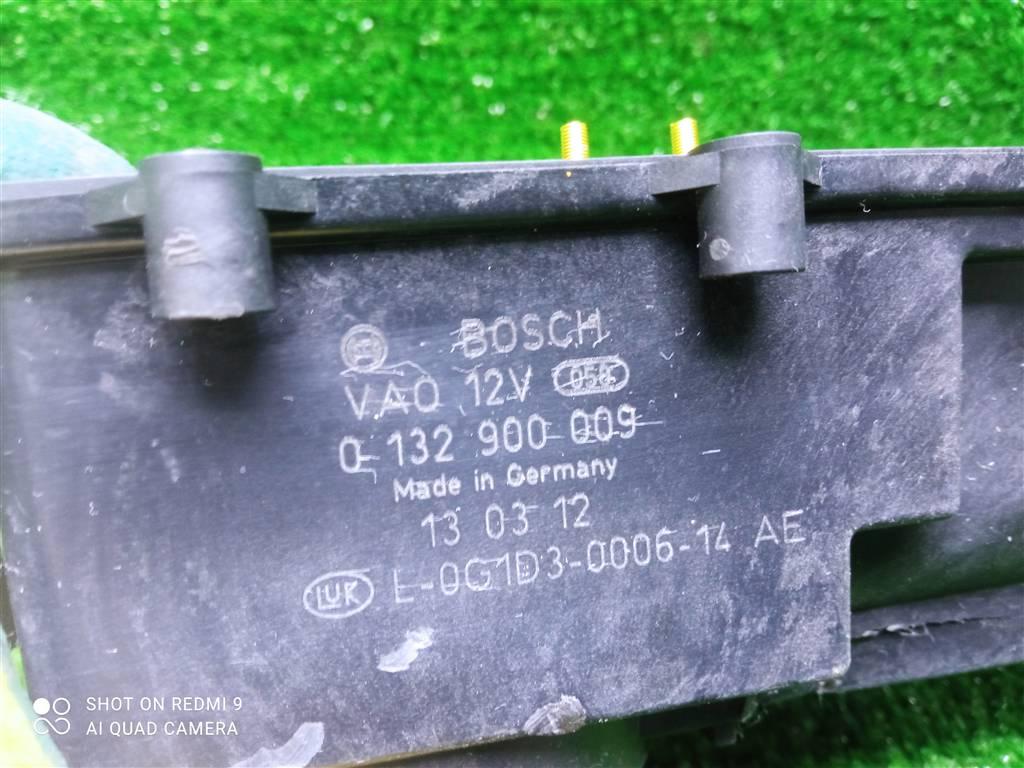 BOSCH
VAO 12V 058
0 132 900 009
Made in Germany
13 03 12
LUK L-0G1D3-0006-14 AE
SHOT ON REDMI 9
AI QUAD CAMERA